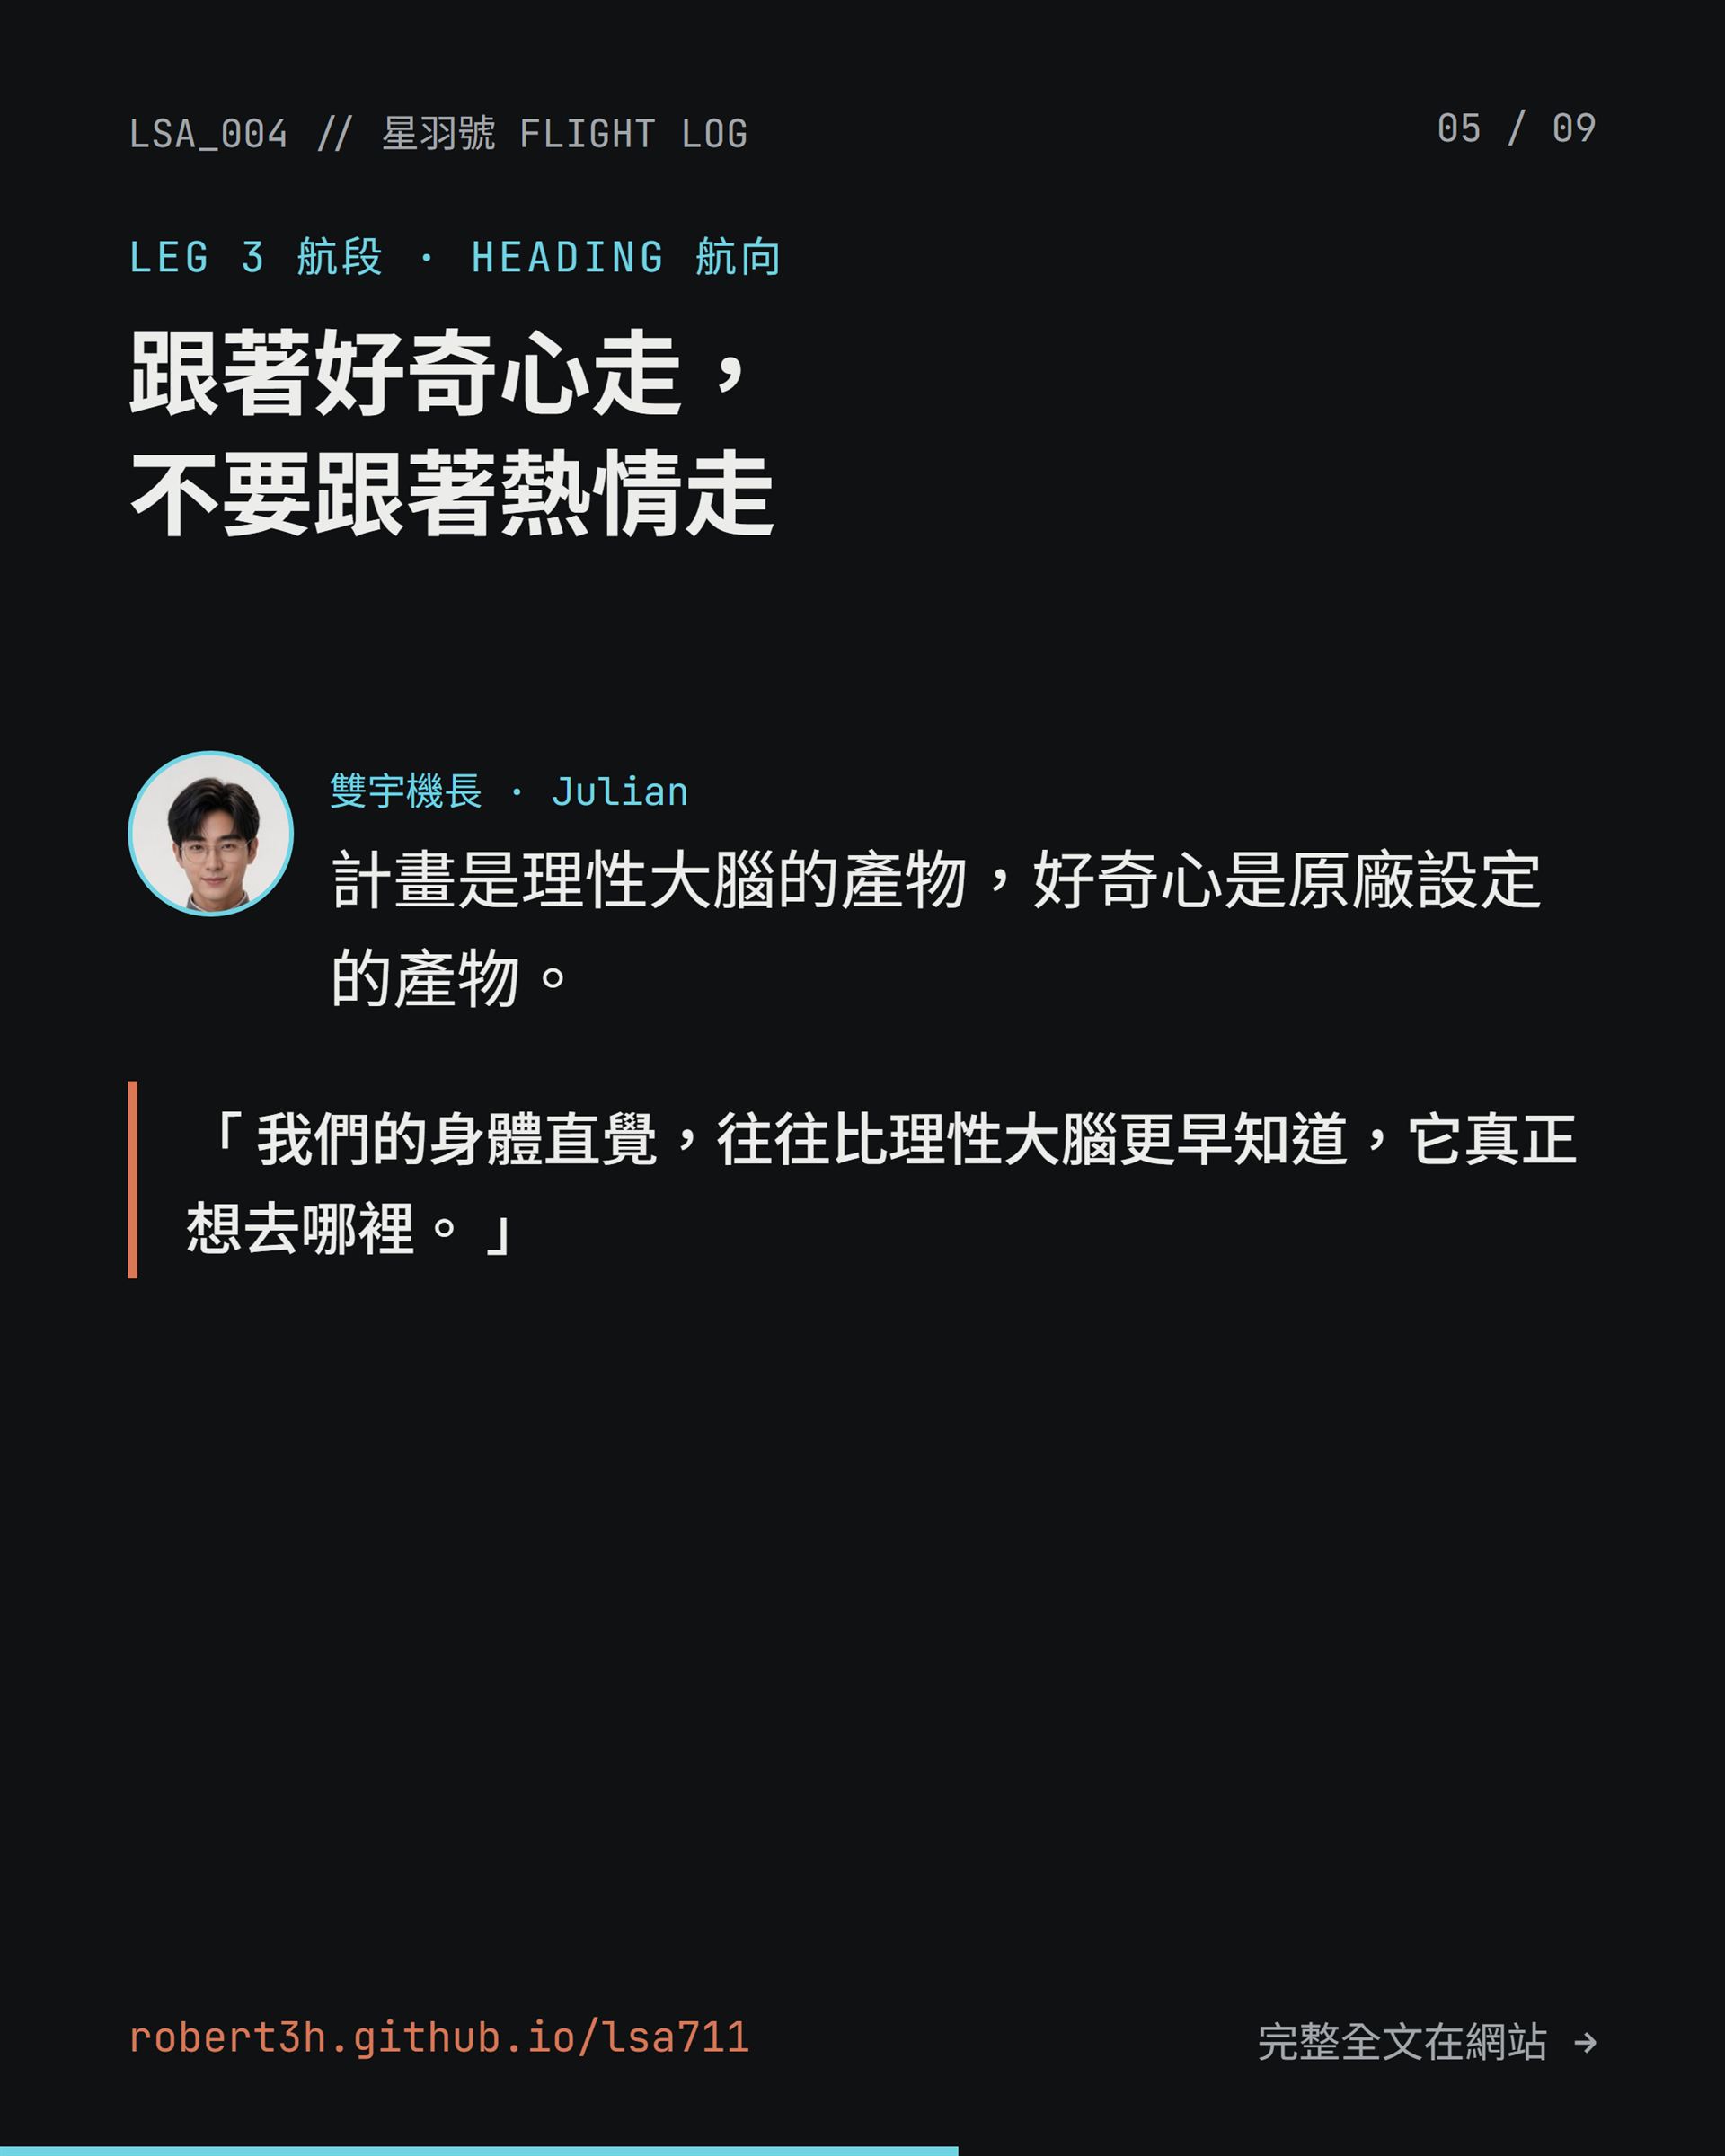 LSA_004 // 星羽號 FLIGHT LOG
05 / 09
LEG 3 航段 · HEADING 航向
跟著好奇心走，
不要跟著熱情走
雙宇機長 · Julian
計畫是理性大腦的產物，好奇心是原廠設定
的產物。
「我們的身體直覺，往往比理性大腦更早知道，它真正
想去哪裡。」
robert3h.github.io/lsa711
完整全文在網站 →